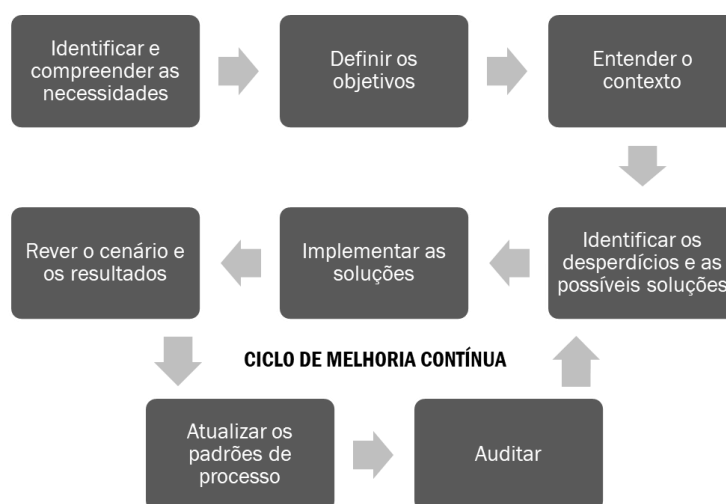 Identificar e
compreender as
necessidades
Definir os
objetivos
Entender o
contexto
Identificar os
desperdícios e as
possíveis soluções
Implementar as
soluções
Rever o cenário e
os resultados
CICLO DE MELHORIA CONTÍNUA
Atualizar os
padrões de
processo
Auditar